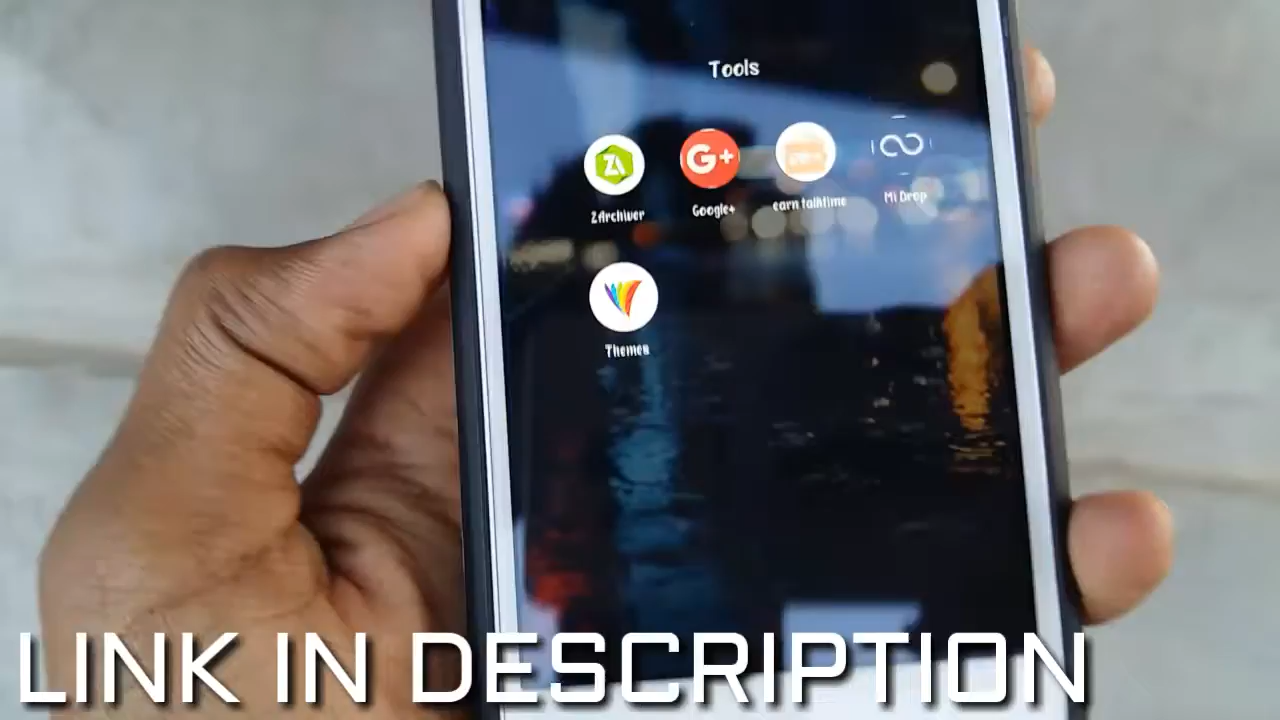 Tools
ZArchiver
Google+
earn talktime
Mi Drop
Themes
LINK IN DESCRIPTION